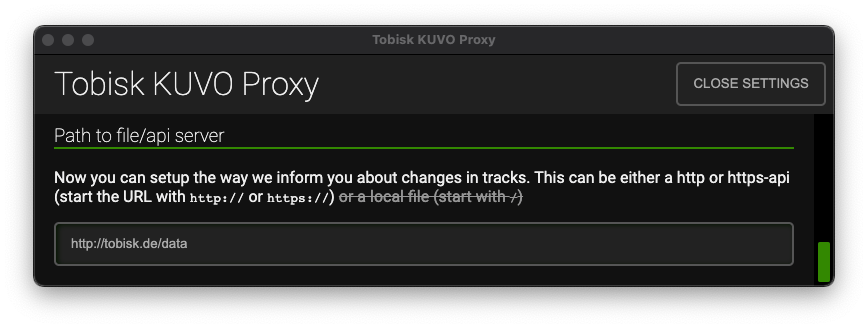 Tobisk KUVO Proxy
Tobisk KUVO Proxy
CLOSE SETTINGS
Path to file/api server
Now you can setup the way we inform you about changes in tracks. This can be either a http or https-api
(start the URL with http:// or https://) or a local file (start with /)
http://tobisk.de/data